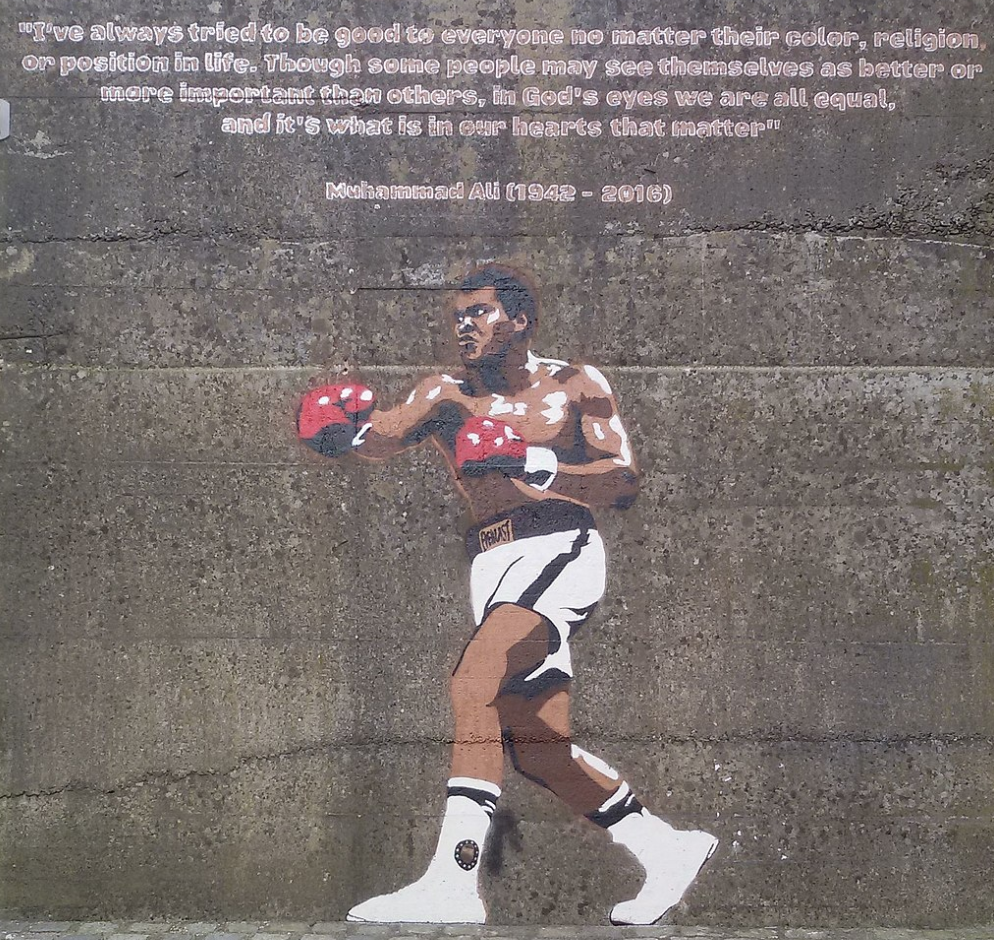 "I've always tried to be good to everyone no matter their color, religion,
or position in life. Though some people may see themselves as better or
more important than others, in God's eyes we are all equal,
and it's what is in our hearts that matter"
Muhammad Ali (1942 - 2016)